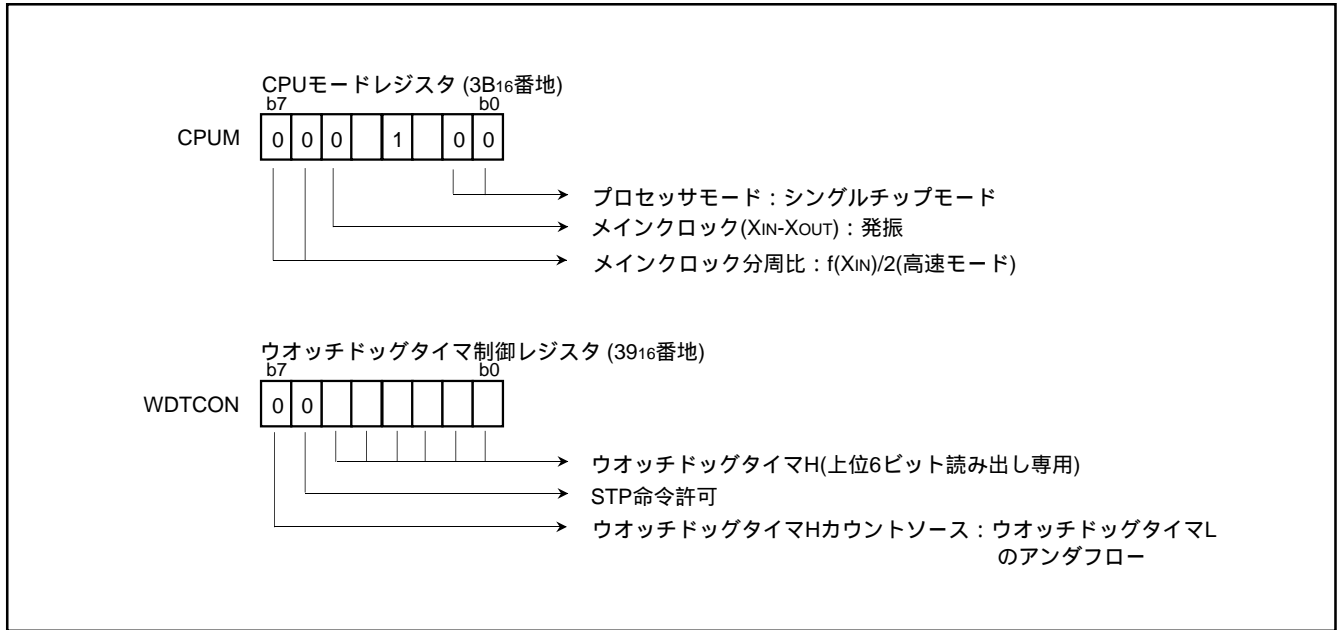 CPUモードレジスタ (3B16番地)
b7 b0
CPUM 0 0 0 1 0 0
プロセッサモード：シングルチップモード
メインクロック(XIN-XOUT)：発振
メインクロック分周比：f(XIN)/2(高速モード)
ウオッチドッグタイマ制御レジスタ (3916番地)
b7 b0
WDTCON 0 0
ウオッチドッグタイマH(上位6ビット読み出し専用)
STP命令許可
ウオッチドッグタイマHカウントソース：ウオッチドッグタイマL
のアンダフロー